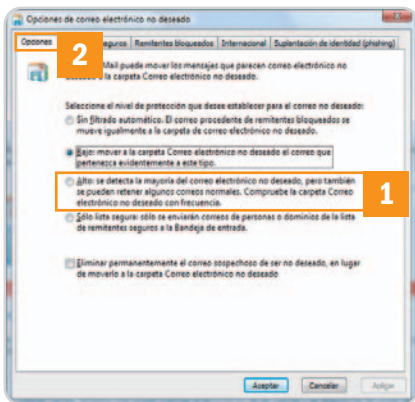 Opciones de correo electrónico no deseado
Opciones
2
eguros
Remitentes bloqueados
Internacional
Suplantación de identidad (phishing)
Mail puede mover los mensajes que parecen correo electrónico no
a la carpeta Correo electrónico no deseado.
Seleccione el nivel de protección que desee establecer para el correo no deseado:
Sin filtrado automático. El correo procedente de remitentes bloqueados se
mueve igualmente a la carpeta de correo electrónico no deseado.
Bajo: mover a la carpeta Correo electrónico no deseado el correo que
pertenezca evidentemente a este tipo.
Alto: se detecta la mayoría del correo electrónico no deseado, pero también
se pueden retener algunos correos normales. Compruebe la carpeta Correo
electrónico no deseado con frecuencia.
1
Sólo lista segura: sólo se enviarán correos de personas o dominios de la lista
de remitentes seguros a la Bandeja de entrada.
Eliminar permanentemente el correo sospechoso de ser no deseado, en lugar
de moverlo a la carpeta Correo electrónico no deseado
Aceptar
Cancelar
Aplicar